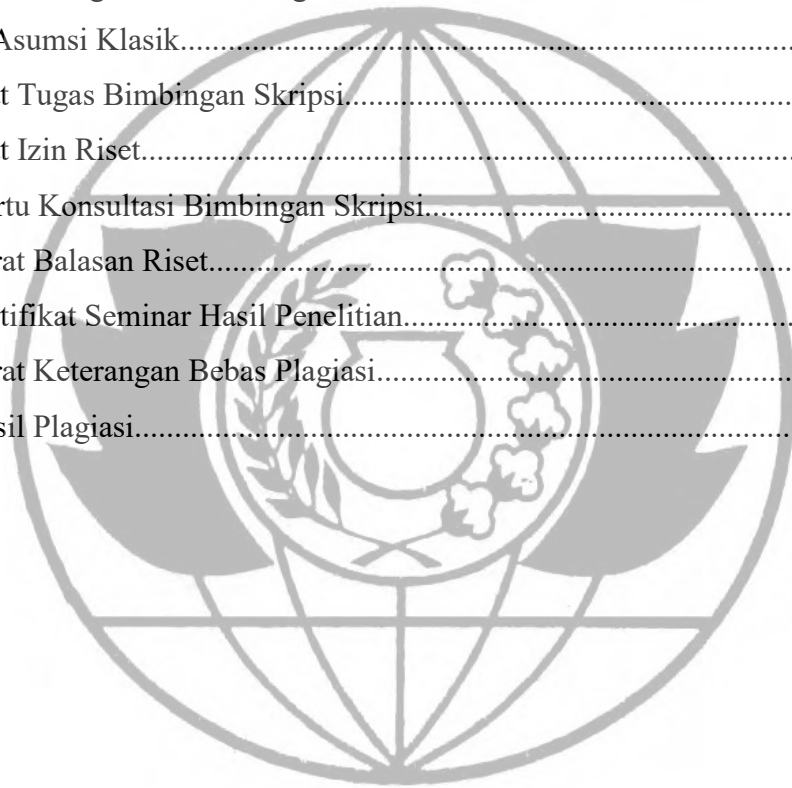 Asumsi Klasik....................................................................................
t Tugas Bimbingan Skripsi.........................................................
t Izin Riset.........................................................................................
rtu Konsultasi Bimbingan Skripsi...............................................
rat Balasan Riset..........................................................................
tifikat Seminar Hasil Penelitian..................................................
rat Keterangan Bebas Plagiasi.....................................................
sil Plagiasi....................................................................................